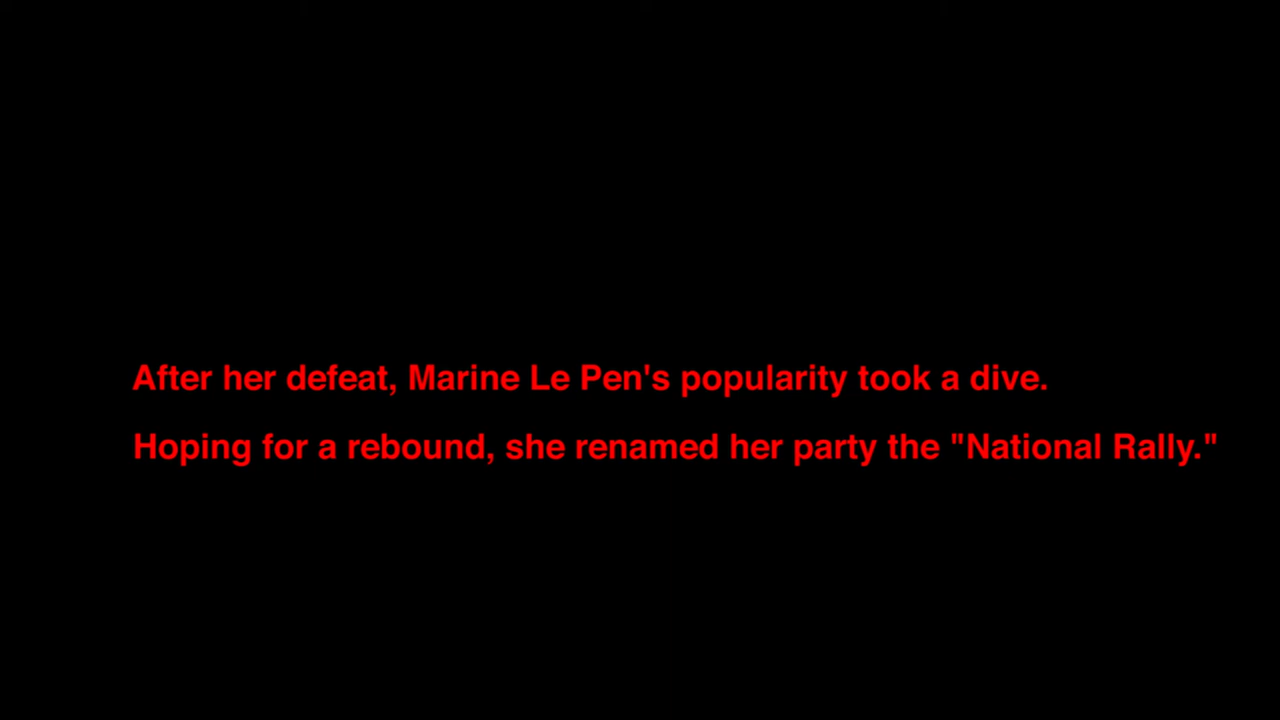 After her defeat, Marine Le Pen's popularity took a dive.
Hoping for a rebound, she renamed her party the "National Rally."